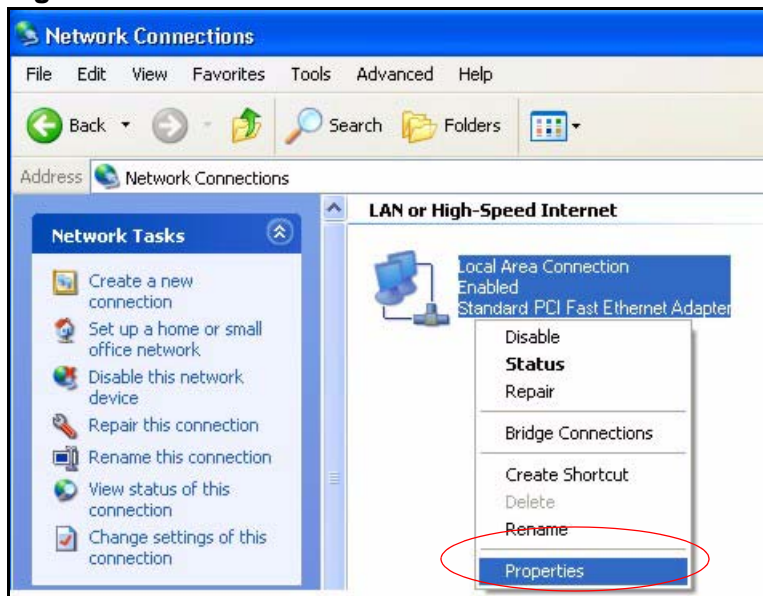 Network Connections
File Edit View Favorites Tools Advanced Help
Back Search Folders
Address Network Connections
Network Tasks
Create a new
connection
Set up a home or small
office network
Disable this network
device
Repair this connection
Rename this connection
View status of this
connection
Change settings of this
connection
LAN or High-Speed Internet
Local Area Connection
Enabled
Standard PCI Fast Ethernet Adapter
Disable
Status
Repair
Bridge Connections
Create Shortcut
Delete
Rename
Properties